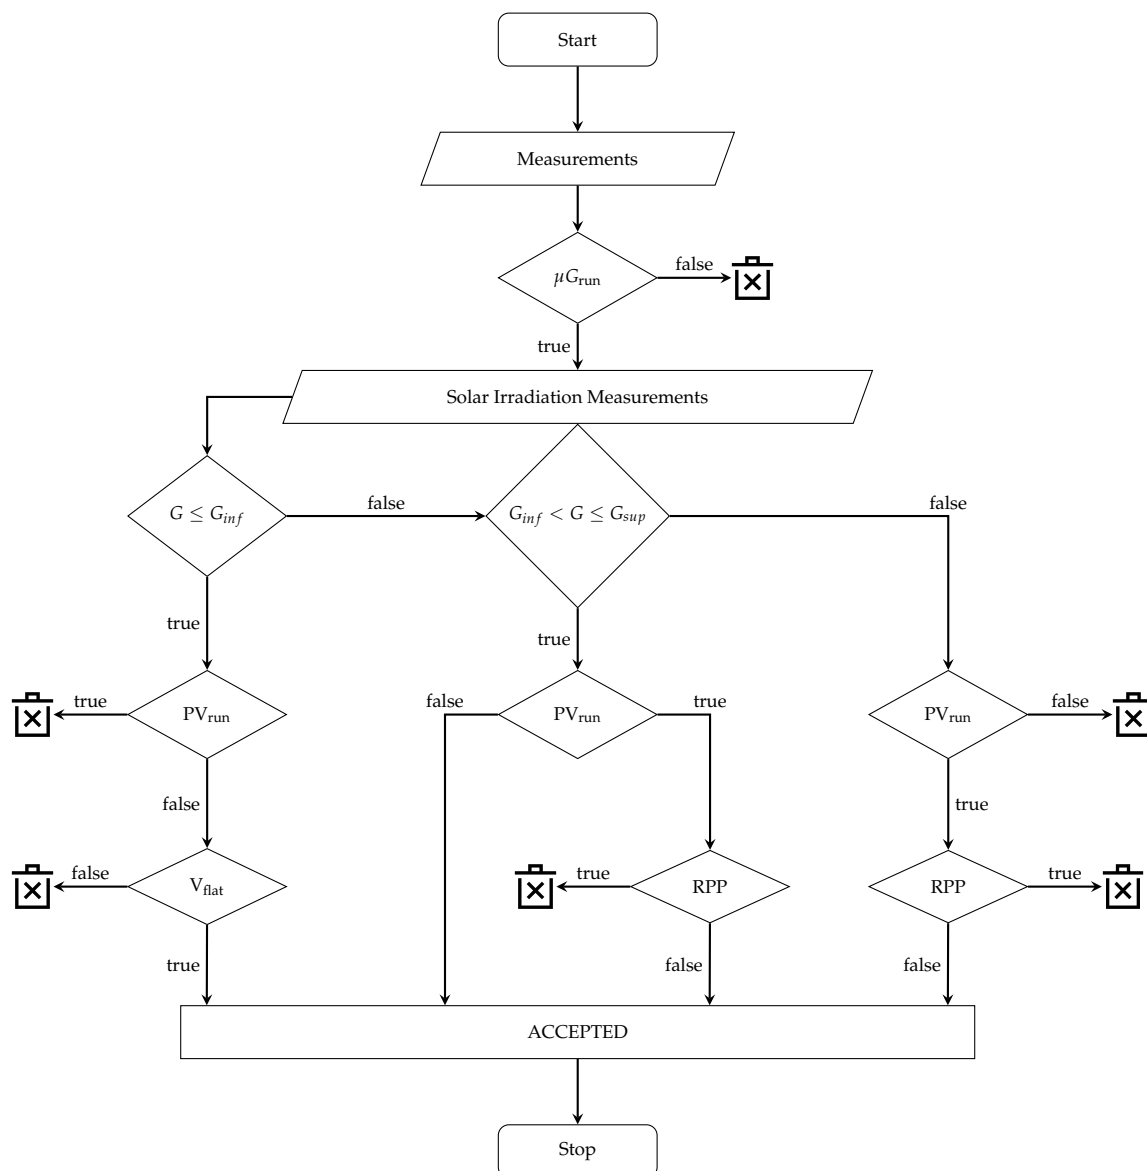 Start
Measurements
μG_run
false
true
Solar Irradiation Measurements
G ≤ G_inf
false
G_inf < G ≤ G_sup
false
true
true
true
PV_run
false
PV_run
true
PV_run
false
false
true
false
V_flat
true
RPP
RPP
true
true
false
false
ACCEPTED
Stop